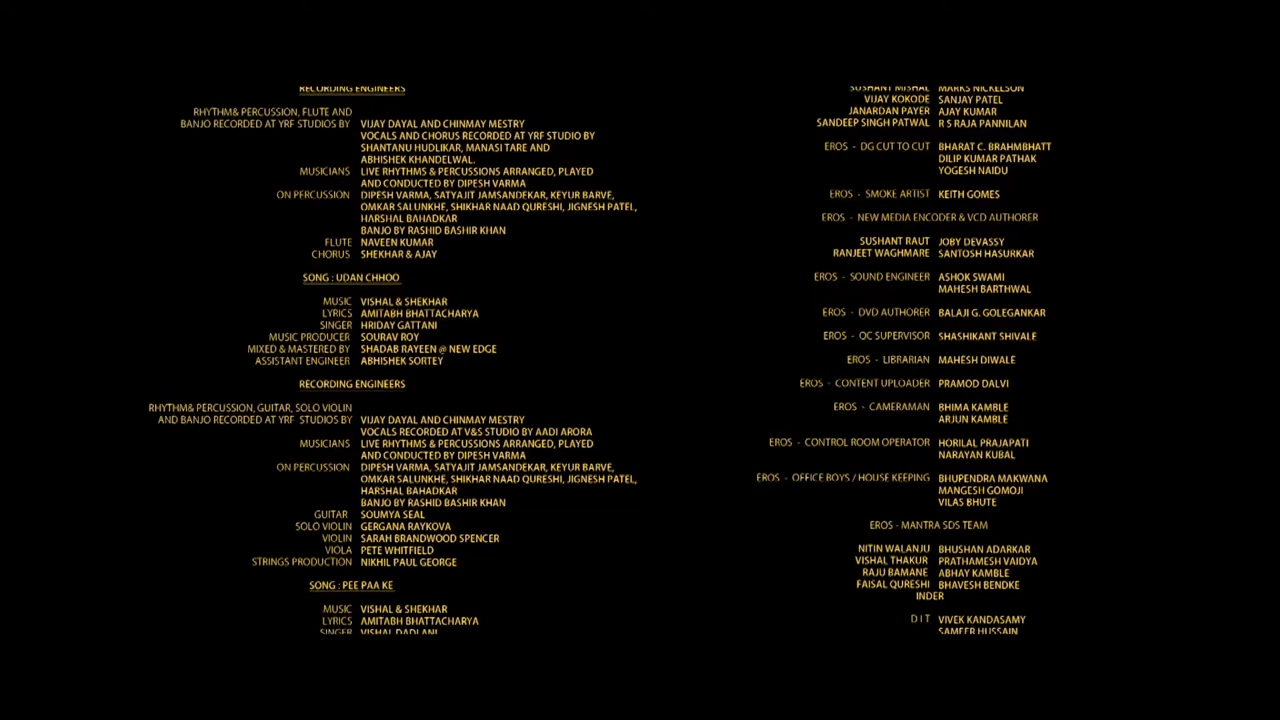 RECORDING ENGINEERS
RHYTHM& PERCUSSION, FLUTE AND
BANJO RECORDED AT YRF STUDIOS BY VIJAY DAYAL AND CHINMAY MESTRY
VOCALS AND CHORUS RECORDED AT YRF STUDIO BY
SHANTANU HUDLIKAR, MANASI TARE AND
ABHISHEK KHANDELWAL.
MUSICIANS LIVE RHYTHMS & PERCUSSIONS ARRANGED, PLAYED
AND CONDUCTED BY DIPESH VARMA
ON PERCUSSION DIPESH VARMA, SATYAJIT JAMSANDEKAR, KEYUR BARVE,
OMKAR SALUNKHE, SHIKHAR NAAD QURESHI, JIGNESH PATEL,
HARSHAL BAHADKAR
BANJO BY RASHID BASHIR KHAN
FLUTE NAVEEN KUMAR
CHORUS SHEKHAR & AJAY
SONG : UDAN CHHOO
MUSIC VISHAL & SHEKHAR
LYRICS AMITABH BHATTACHARYA
SINGER HRIDAY GATTANI
MUSIC PRODUCER SOURAV ROY
MIXED & MASTERED BY SHADAB RAYEEN @ NEW EDGE
ASSISTANT ENGINEER ABHISHEK SORTEY
RECORDING ENGINEERS
RHYTHM& PERCUSSION, GUITAR, SOLO VIOLIN
AND BANJO RECORDED AT YRF STUDIOS BY VIJAY DAYAL AND CHINMAY MESTRY
VOCALS RECORDED AT V&S STUDIO BY AADI ARORA
MUSICIANS LIVE RHYTHMS & PERCUSSIONS ARRANGED, PLAYED
AND CONDUCTED BY DIPESH VARMA
ON PERCUSSION DIPESH VARMA, SATYAJIT JAMSANDEKAR, KEYUR BARVE,
OMKAR SALUNKHE, SHIKHAR NAAD QURESHI, JIGNESH PATEL,
HARSHAL BAHADKAR
BANJO BY RASHID BASHIR KHAN
GUITAR SOUMYA SEAL
SOLO VIOLIN GERGANA RAYKOVA
VIOLIN SARAH BRANDWOOD SPENCER
VIOLA PETE WHITFIELD
STRINGS PRODUCTION NIKHIL PAUL GEORGE
SONG : PEE PAA KE
MUSIC VISHAL & SHEKHAR
LYRICS AMITABH BHATTACHARYA
SINGER VISHAL DADLANI
SUSHANT MISHAL MARKS NICKELSON
VIJAY KOKODE SANJAY PATEL
JANARDAN PAYER AJAY KUMAR
SANDEEP SINGH PATWAL R S RAJA PANNILAN
EROS - DG CUT TO CUT BHARAT C. BRAHMBHATT
DILIP KUMAR PATHAK
YOGESH NAIDU
EROS - SMOKE ARTIST KEITH GOMES
EROS - NEW MEDIA ENCODER & VCD AUTHORER
SUSHANT RAUT JOBY DEVASSY
RANJEET WAGHMARE SANTOSH HASURKAR
EROS - SOUND ENGINEER ASHOK SWAMI
MAHESH BARTHWAL
EROS - DVD AUTHORER BALAJI G. GOLEGANKAR
EROS - QC SUPERVISOR SHASHIKANT SHIVALE
EROS - LIBRARIAN MAHESH DIWALE
EROS - CONTENT UPLOADER PRAMOD DALVI
EROS - CAMERAMAN BHIMA KAMBLE
ARJUN KAMBLE
EROS - CONTROL ROOM OPERATOR HORILAL PRAJAPATI
NARAYAN KUBAL
EROS - OFFICE BOYS / HOUSE KEEPING BHUPENDRA MAKWANA
MANGESH GOMOJI
VILAS BHUTE
EROS - MANTRA SDS TEAM
NITIN WALANJU BHUSHAN ADARKAR
VISHAL THAKUR PRATHAMESH VAIDYA
RAJU BAMANE ABHAY KAMBLE
FAISAL QURESHI BHAVESH BENDKE
INDER
D I T VIVEK KANDASAMY
SAMEER HUSSAIN